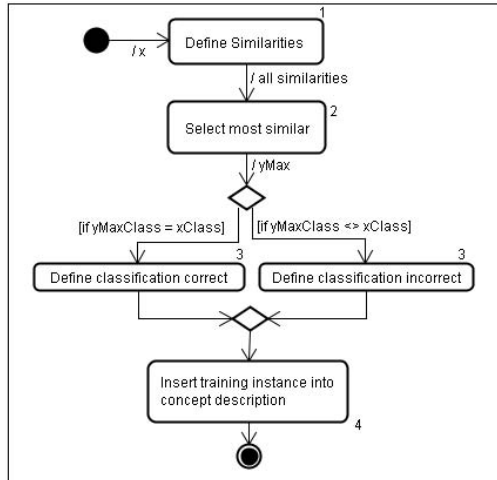 1
Define Similarities
/ x
/ all similarities
2
Select most similar
/ yMax
[if yMaxClass = xClass]
[if yMaxClass <> xClass]
3
3
Define classification correct
Define classification incorrect
Insert training instance into
concept description
4